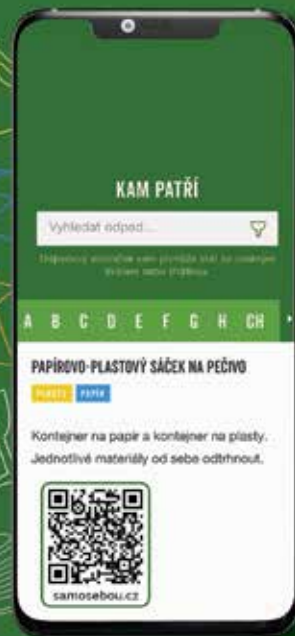 KAM PATŘÍ
Vyhledat odpad...
A B C D E F G H CH
PAPÍROVO-PLASTOVÝ SÁČEK NA PEČIVO
PLASTY PAPÍR
Kontejner na papír a kontejner na plasty.
Jednotlivé materiály od sebe odtrhnout.
samosebou.cz